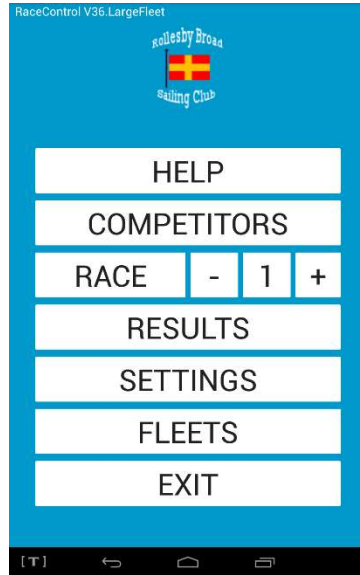 RaceControl V36.LargeFleet
Rollesby Broad
Sailing Club
HELP
COMPETITORS
RACE - 1 +
RESULTS
SETTINGS
FLEETS
EXIT
[T]